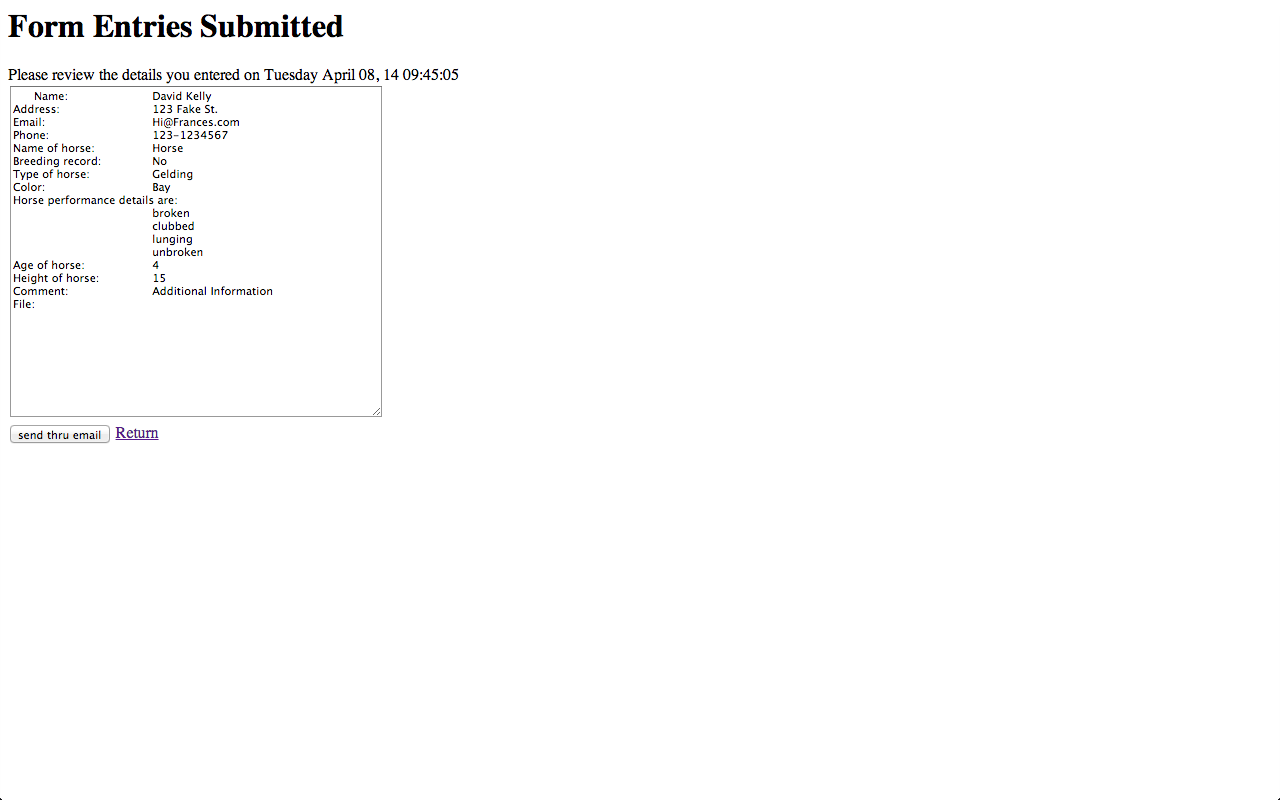 Form Entries Submitted
Please review the details you entered on Tuesday April 08, 14 09:45:05
Name: David Kelly
Address: 123 Fake St.
Email: Hi@Frances.com
Phone: 123-1234567
Name of horse: Horse
Breeding record: No
Type of horse: Gelding
Color: Bay
Horse performance details are:
broken
clubbed
lunging
unbroken
Age of horse: 4
Height of horse: 15
Comment: Additional Information
File:
send thru email Return